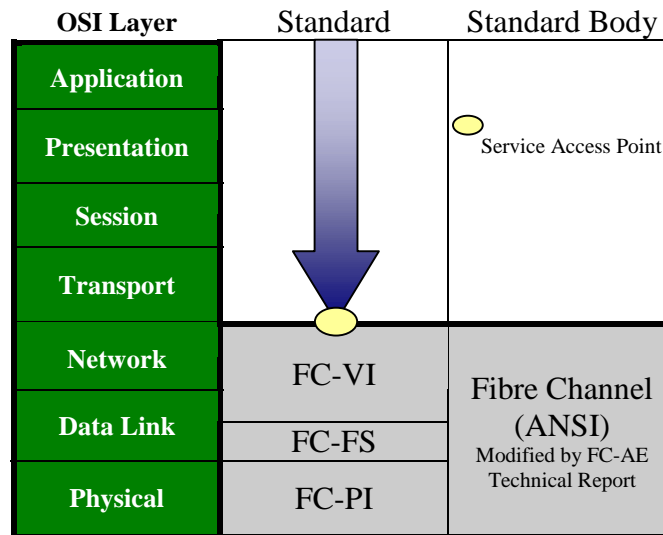 OSI Layer
Standard
Standard Body
Application
Presentation
Service Access Point
Session
Transport
Network
FC-VI
Data Link
FC-FS
Physical
FC-PI
Fibre Channel
(ANSI)
Modified by FC-AE
Technical Report